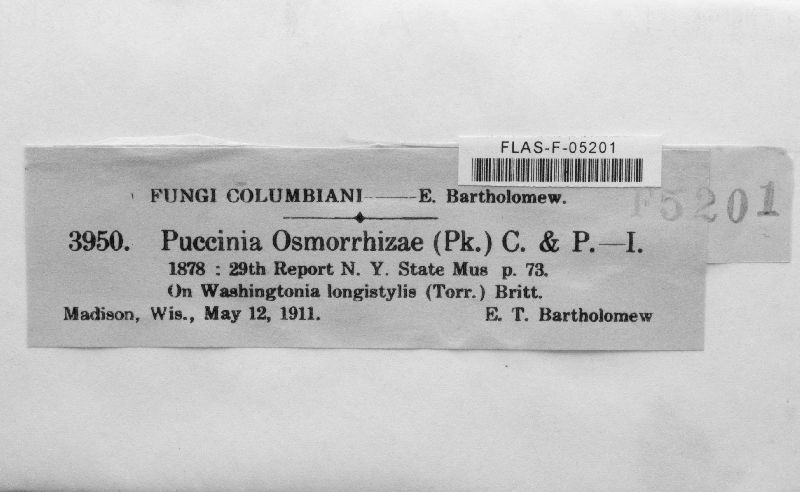 FLAS-F-05201
F5201
FUNGI COLUMBIANI——E. Bartholomew.
3950. Puccinia Osmorrhizae (Pk.) C. & P.—I.
1878 : 29th Report N. Y. State Mus p. 73.
On Washingtonia longistylis (Torr.) Britt.
Madison, Wis., May 12, 1911. E. T. Bartholomew